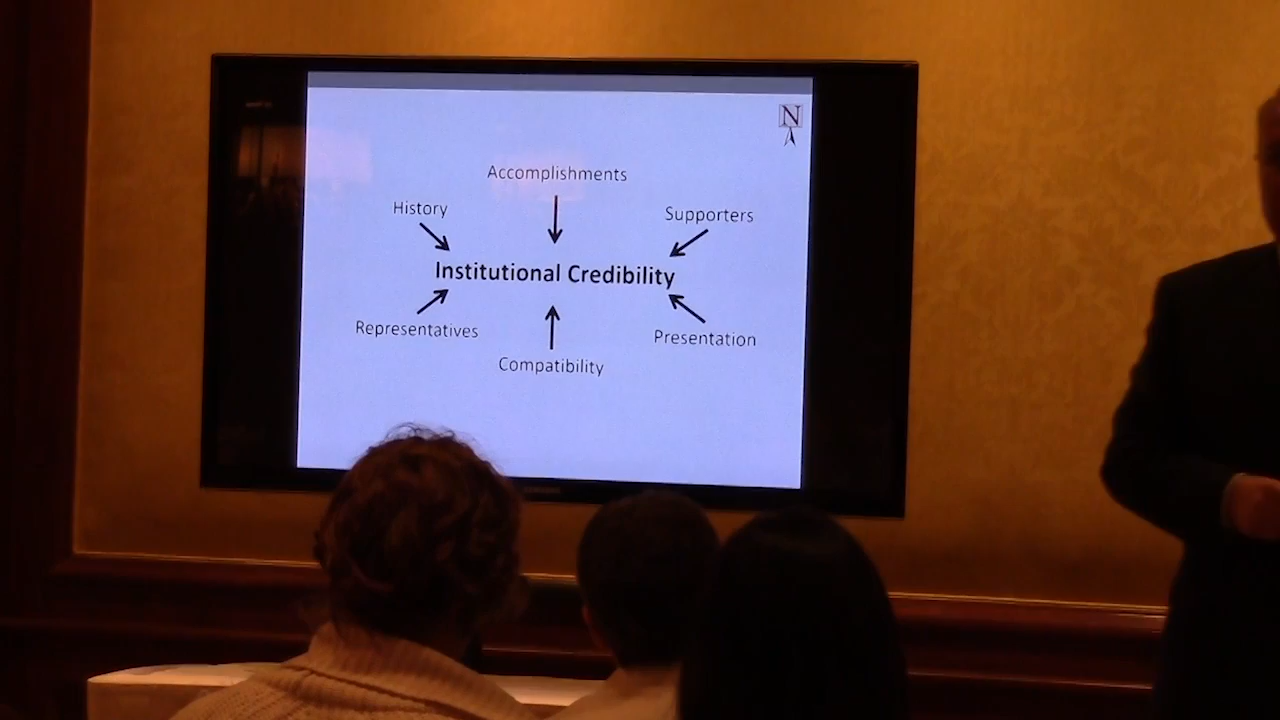 N
Accomplishments
History
Supporters
Institutional Credibility
Representatives
Presentation
Compatibility